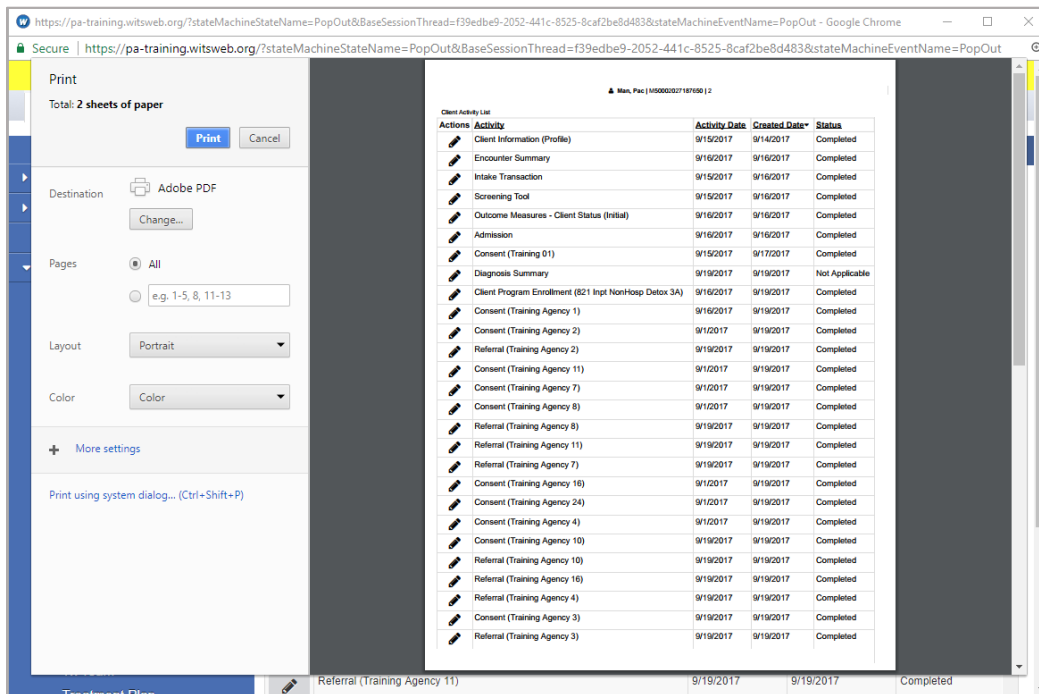 https://pa-training.witsweb.org/?stateMachineStateName=PopOut&BaseSessionThread=f39edbe9-2052-441c-8525-8caf2be8d483&stateMachineEventName=PopOut - Google Chrome
Secure | https://pa-training.witsweb.org/?stateMachineStateName=PopOut&BaseSessionThread=f39edbe9-2052-441c-8525-8caf2be8d483&stateMachineEventName=PopOut
Print
Total: 2 sheets of paper
Print Cancel
Destination Adobe PDF
Change...
Pages All
e.g. 1-5, 8, 11-13
Layout Portrait
Color Color
More settings
Print using system dialog... (Ctrl+Shift+P)
Man, Pac | M50002027187650 | 2
Client Activity List
Actions Activity Activity Date Created Date Status
Client Information (Profile) 9/15/2017 9/14/2017 Completed
Encounter Summary 9/16/2017 9/16/2017 Completed
Intake Transaction 9/15/2017 9/16/2017 Completed
Screening Tool 9/15/2017 9/16/2017 Completed
Outcome Measures - Client Status (Initial) 9/16/2017 9/16/2017 Completed
Admission 9/16/2017 9/16/2017 Completed
Consent (Training 01) 9/15/2017 9/17/2017 Completed
Diagnosis Summary 9/19/2017 9/19/2017 Not Applicable
Client Program Enrollment (821 Inpt NonHosp Detox 3A) 9/16/2017 9/19/2017 Completed
Consent (Training Agency 1) 9/16/2017 9/19/2017 Completed
Consent (Training Agency 2) 9/1/2017 9/19/2017 Completed
Referral (Training Agency 2) 9/19/2017 9/19/2017 Completed
Consent (Training Agency 11) 9/1/2017 9/19/2017 Completed
Consent (Training Agency 7) 9/1/2017 9/19/2017 Completed
Consent (Training Agency 8) 9/1/2017 9/19/2017 Completed
Referral (Training Agency 8) 9/19/2017 9/19/2017 Completed
Referral (Training Agency 11) 9/19/2017 9/19/2017 Completed
Referral (Training Agency 7) 9/19/2017 9/19/2017 Completed
Consent (Training Agency 16) 9/1/2017 9/19/2017 Completed
Consent (Training Agency 24) 9/1/2017 9/19/2017 Completed
Consent (Training Agency 4) 9/1/2017 9/19/2017 Completed
Consent (Training Agency 10) 9/19/2017 9/19/2017 Completed
Referral (Training Agency 10) 9/19/2017 9/19/2017 Completed
Referral (Training Agency 16) 9/19/2017 9/19/2017 Completed
Referral (Training Agency 4) 9/19/2017 9/19/2017 Completed
Consent (Training Agency 3) 9/19/2017 9/19/2017 Completed
Referral (Training Agency 3) 9/19/2017 9/19/2017 Completed
Referral (Training Agency 11) 9/19/2017 9/19/2017 Completed
Treatment Plan